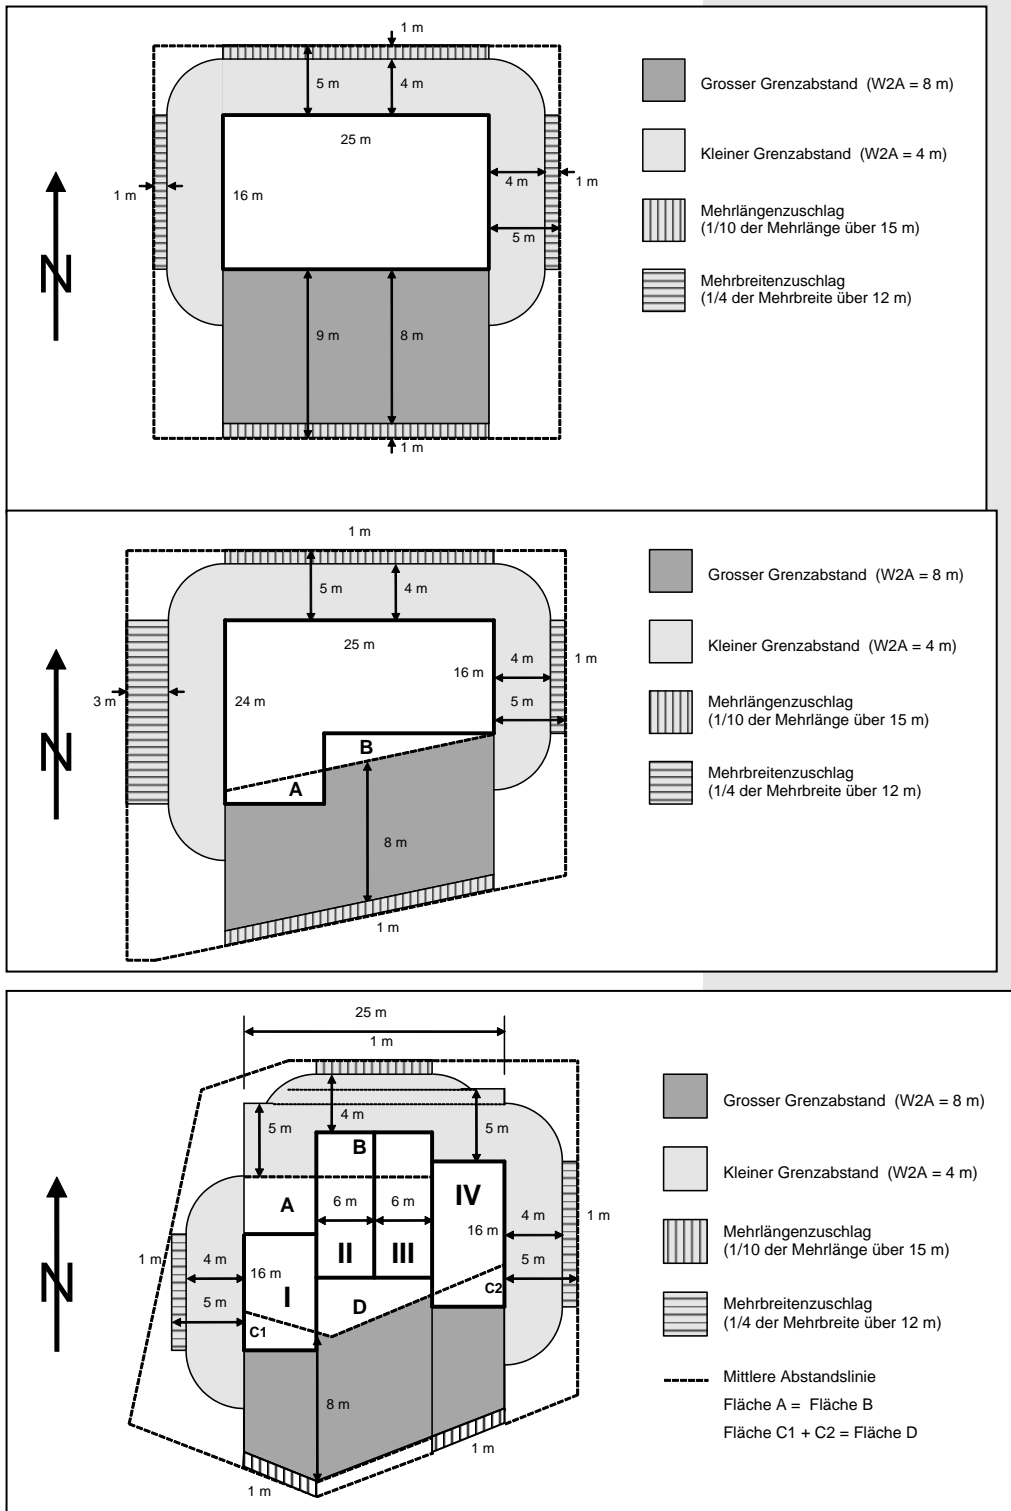 1 m
5 m
4 m
25 m
1 m
16 m
4 m
1 m
5 m
9 m
8 m
1 m
N
Grosser Grenzabstand (W2A = 8 m)
Kleiner Grenzabstand (W2A = 4 m)
Mehrlängenzuschlag
(1/10 der Mehrlänge über 15 m)
Mehrbreitenzuschlag
(1/4 der Mehrbreite über 12 m)
1 m
5 m
4 m
25 m
16 m
4 m
1 m
3 m
24 m
5 m
B
A
8 m
1 m
N
Grosser Grenzabstand (W2A = 8 m)
Kleiner Grenzabstand (W2A = 4 m)
Mehrlängenzuschlag
(1/10 der Mehrlänge über 15 m)
Mehrbreitenzuschlag
(1/4 der Mehrbreite über 12 m)
25 m
1 m
4 m
5 m
5 m
B
A
6 m
6 m
IV
16 m
4 m
1 m
1 m
4 m
16 m
II
III
5 m
5 m
I
C2
D
C1
8 m
1 m
1 m
N
Grosser Grenzabstand (W2A = 8 m)
Kleiner Grenzabstand (W2A = 4 m)
Mehrlängenzuschlag
(1/10 der Mehrlänge über 15 m)
Mehrbreitenzuschlag
(1/4 der Mehrbreite über 12 m)
Mittlere Abstandslinie
Fläche A = Fläche B
Fläche C1 + C2 = Fläche D